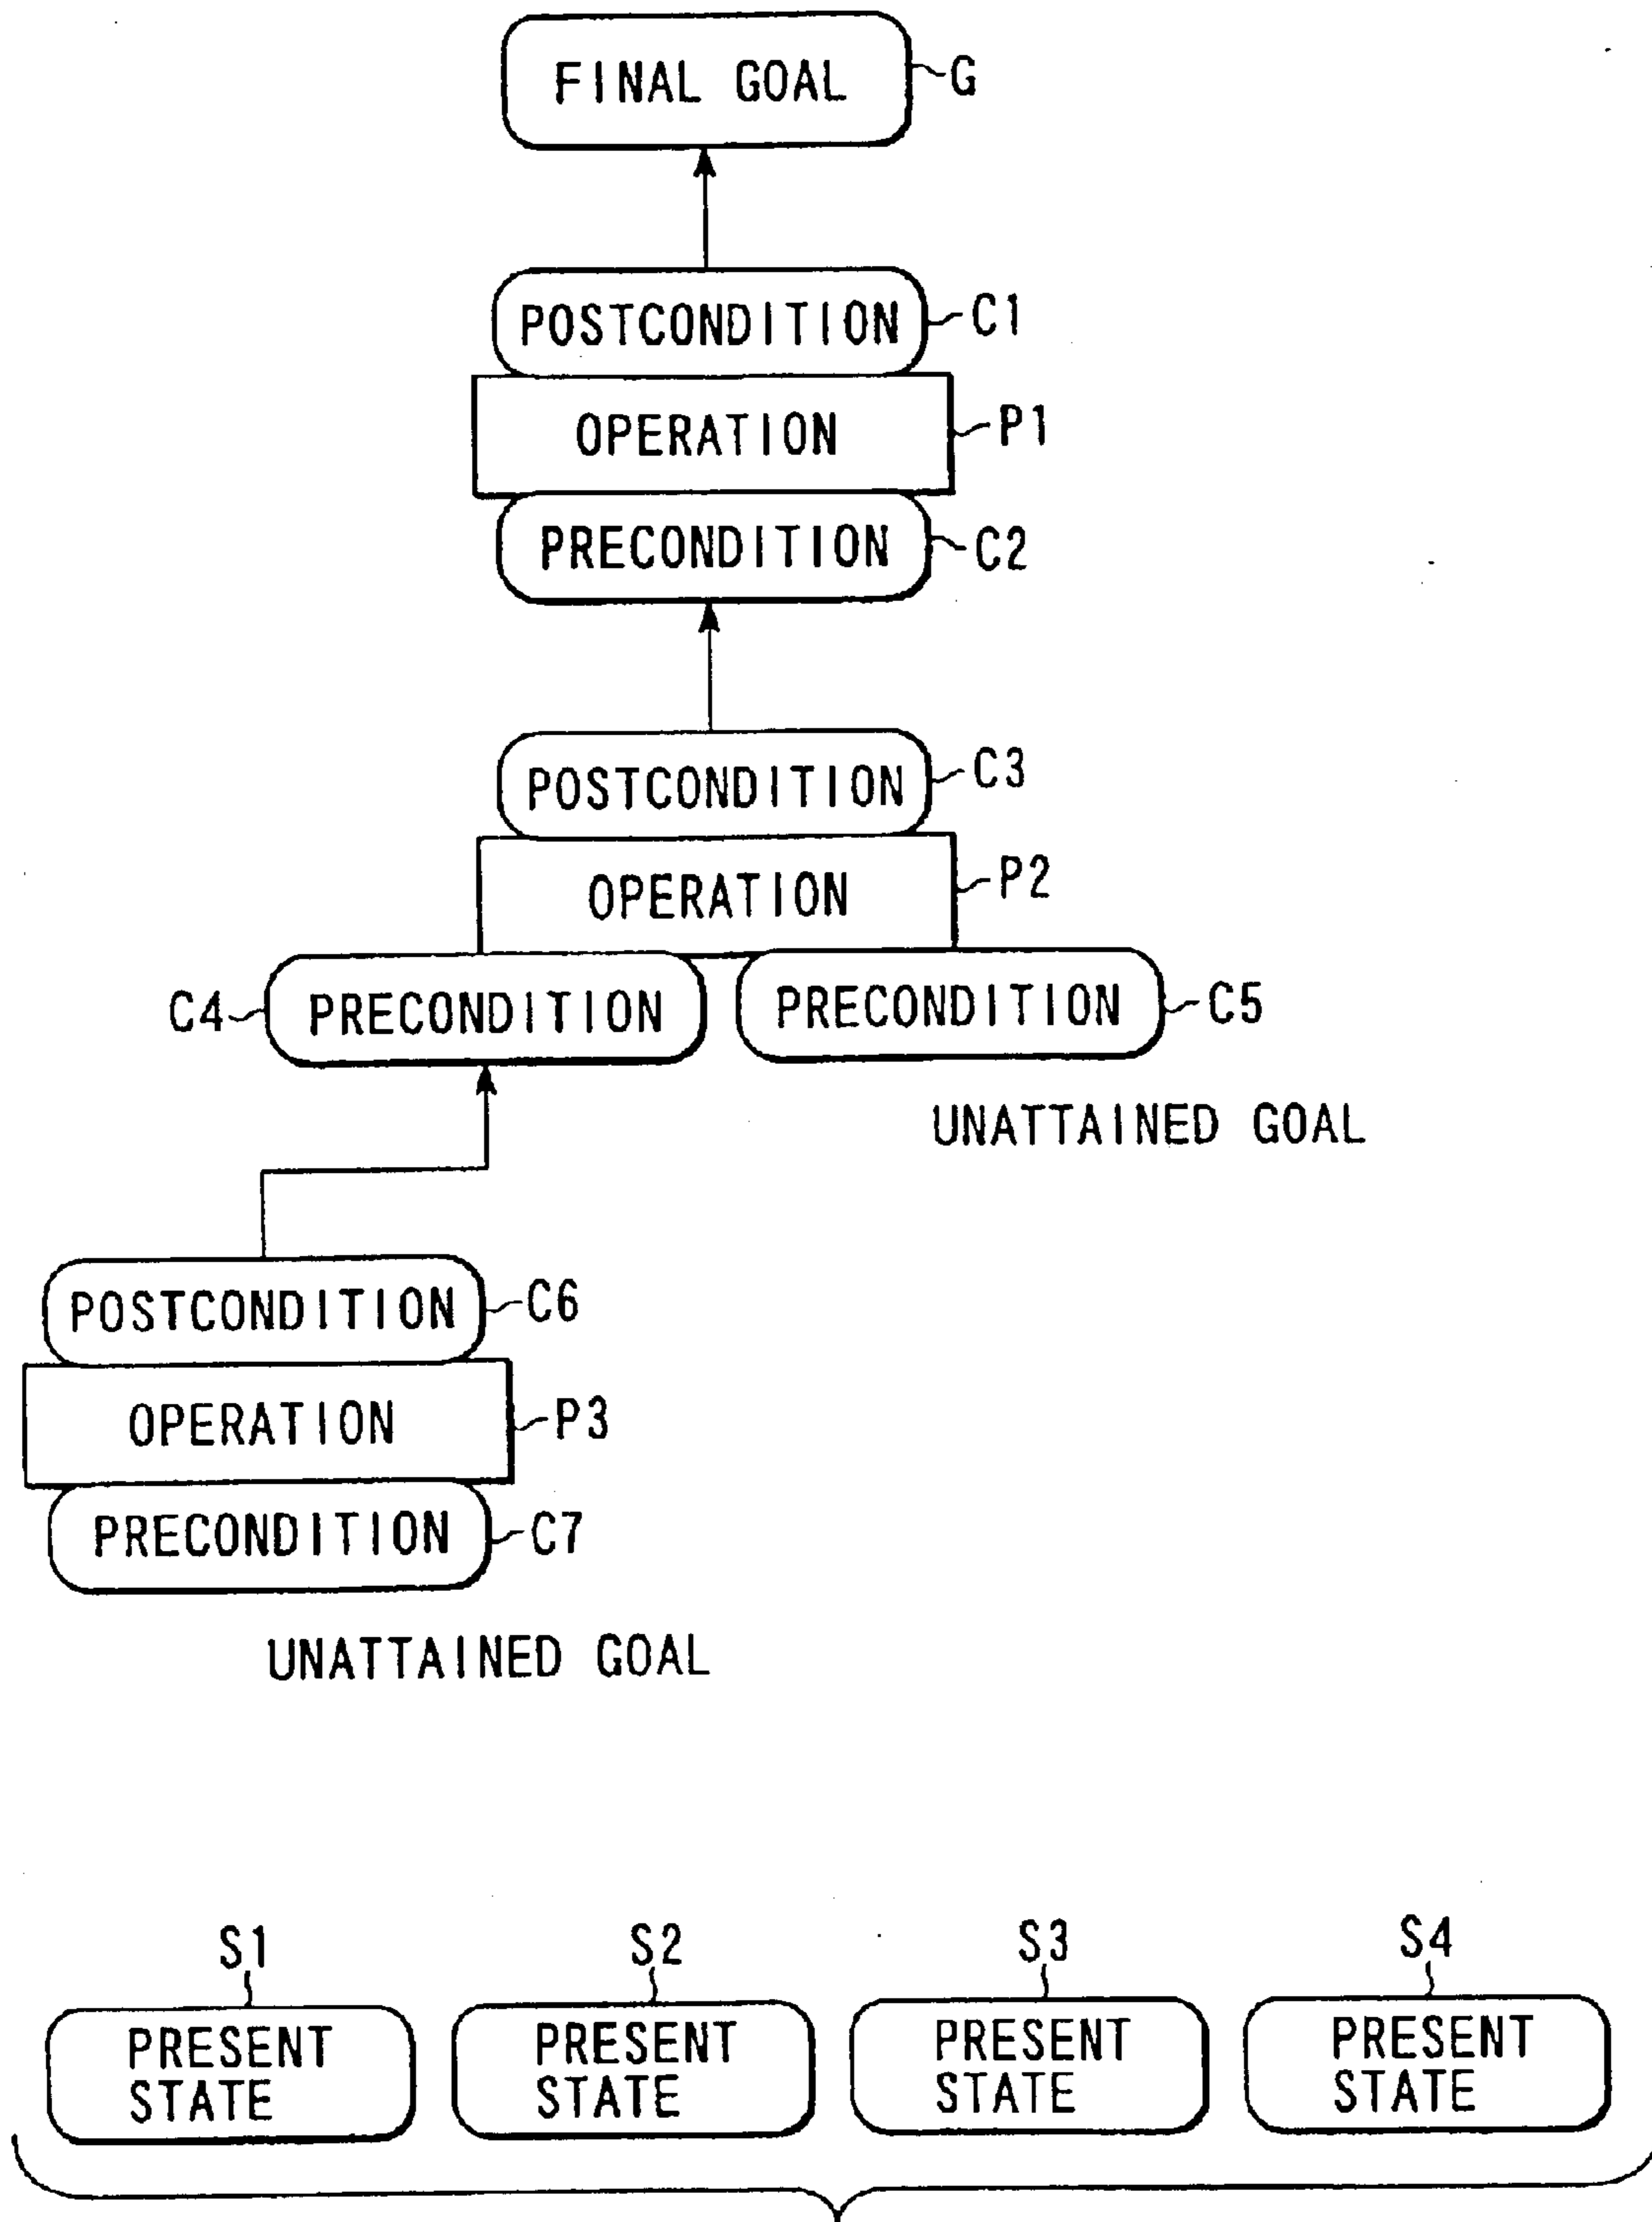 FINAL GOAL
G
POSTCONDITION
C1
OPERATION
P1
PRECONDITION
C2
POSTCONDITION
C3
OPERATION
P2
C4
PRECONDITION
PRECONDITION
C5
UNATTAINED GOAL
POSTCONDITION
C6
OPERATION
P3
PRECONDITION
C7
UNATTAINED GOAL
S1
S2
S3
S4
PRESENT
STATE
PRESENT
STATE
PRESENT
STATE
PRESENT
STATE